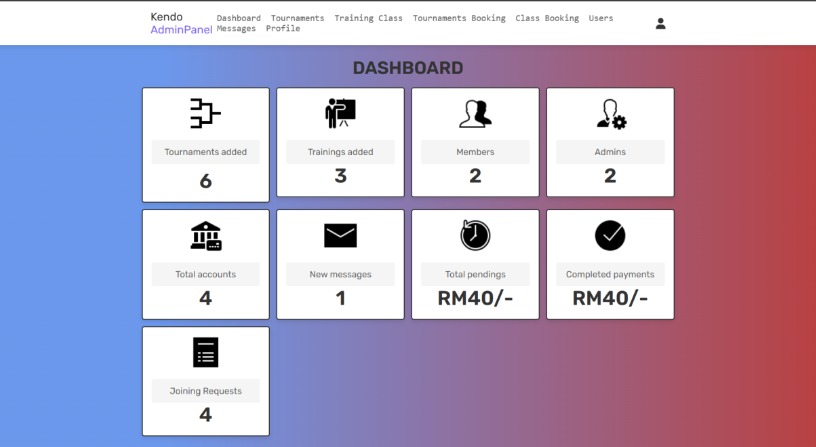 Kendo
AdminPanel
Dashboard Tournaments Training Class Tournaments Booking Class Booking Users
Messages Profile
DASHBOARD
Tournaments added
6
Trainings added
3
Members
2
Admins
2
Total accounts
4
New messages
1
Total pendings
RM40/-
Completed payments
RM40/-
Joining Requests
4